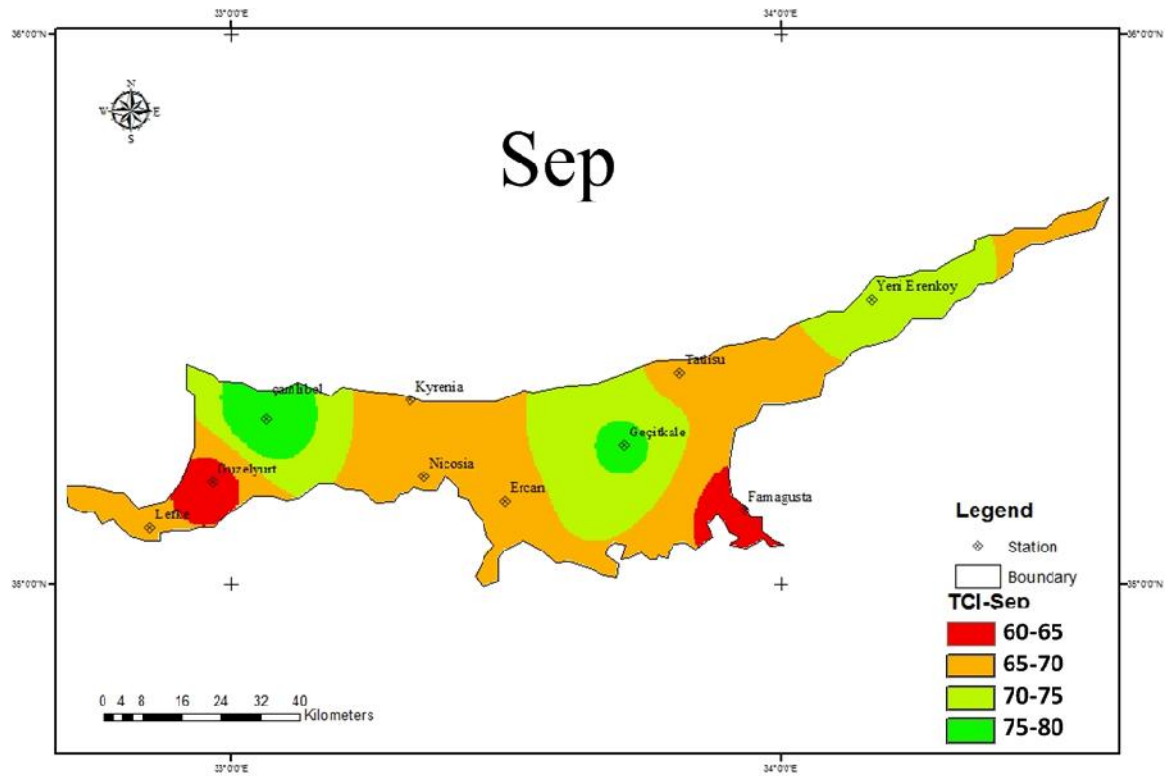 33°0'0"E 34°0'0"E
36°0'0"N 36°0'0"N
N
W E
S
Sep
Yeni Erenkoy
Tatlisu
çamlibel
Kyrenia
Geçitkale
Guzelyurt
Nicosia
Ercan
Famagusta
Lefke
Legend
Station
Boundary
35°0'0"N 35°0'0"N
TCI-Sep
60-65
65-70
70-75
75-80
0 4 8 16 24 32 40
Kilometers
33°0'0"E 34°0'0"E